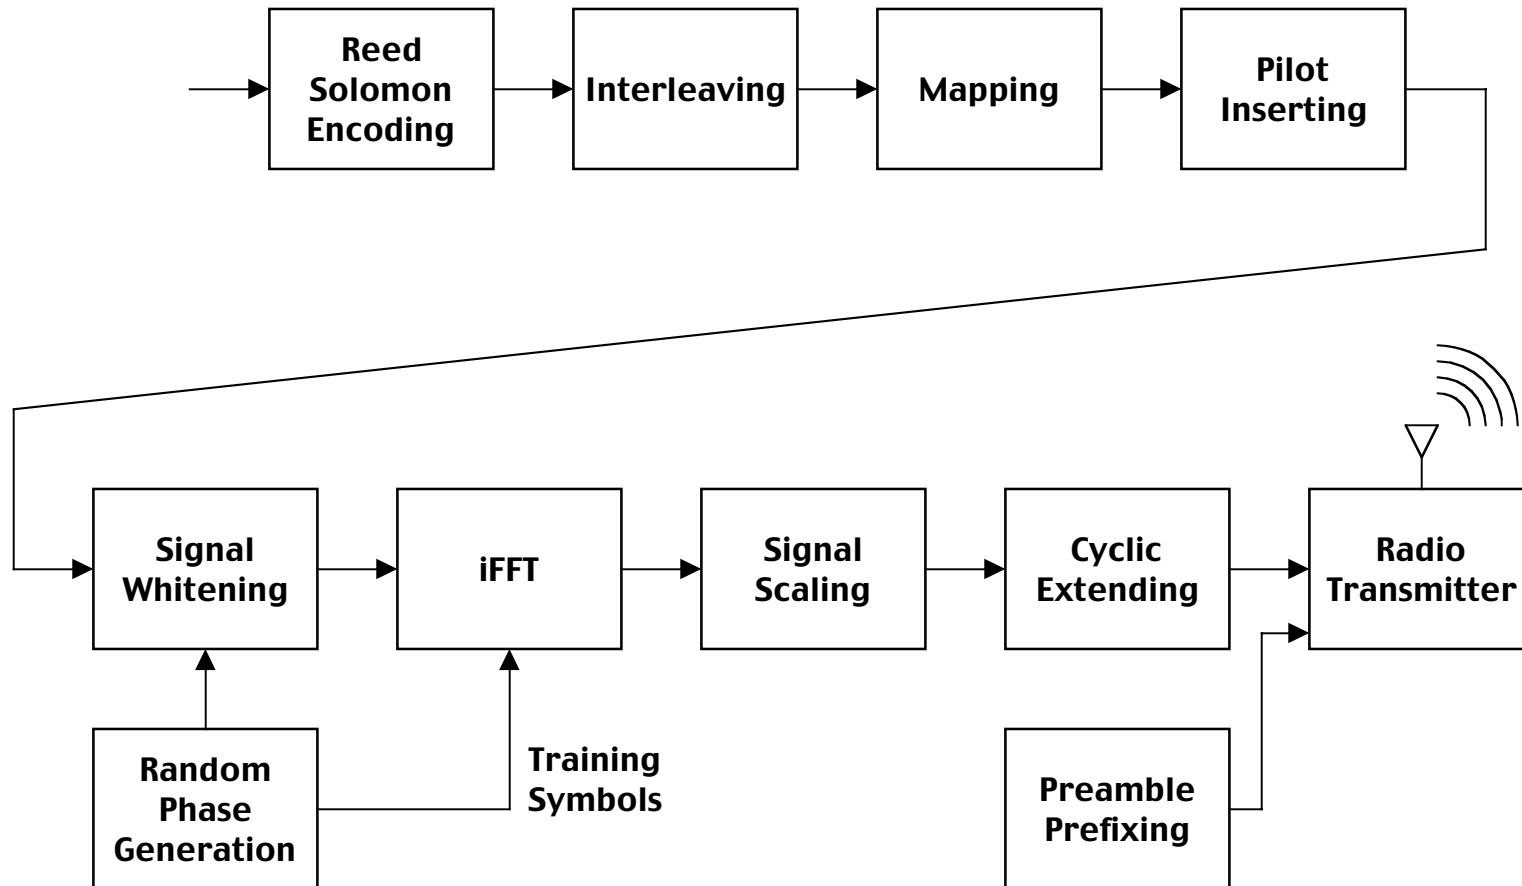 Reed
Solomon
Encoding
Interleaving
Mapping
Pilot
Inserting
Signal
Whitening
iFFT
Signal
Scaling
Cyclic
Extending
Radio
Transmitter
Random
Phase
Generation
Training
Symbols
Preamble
Prefixing